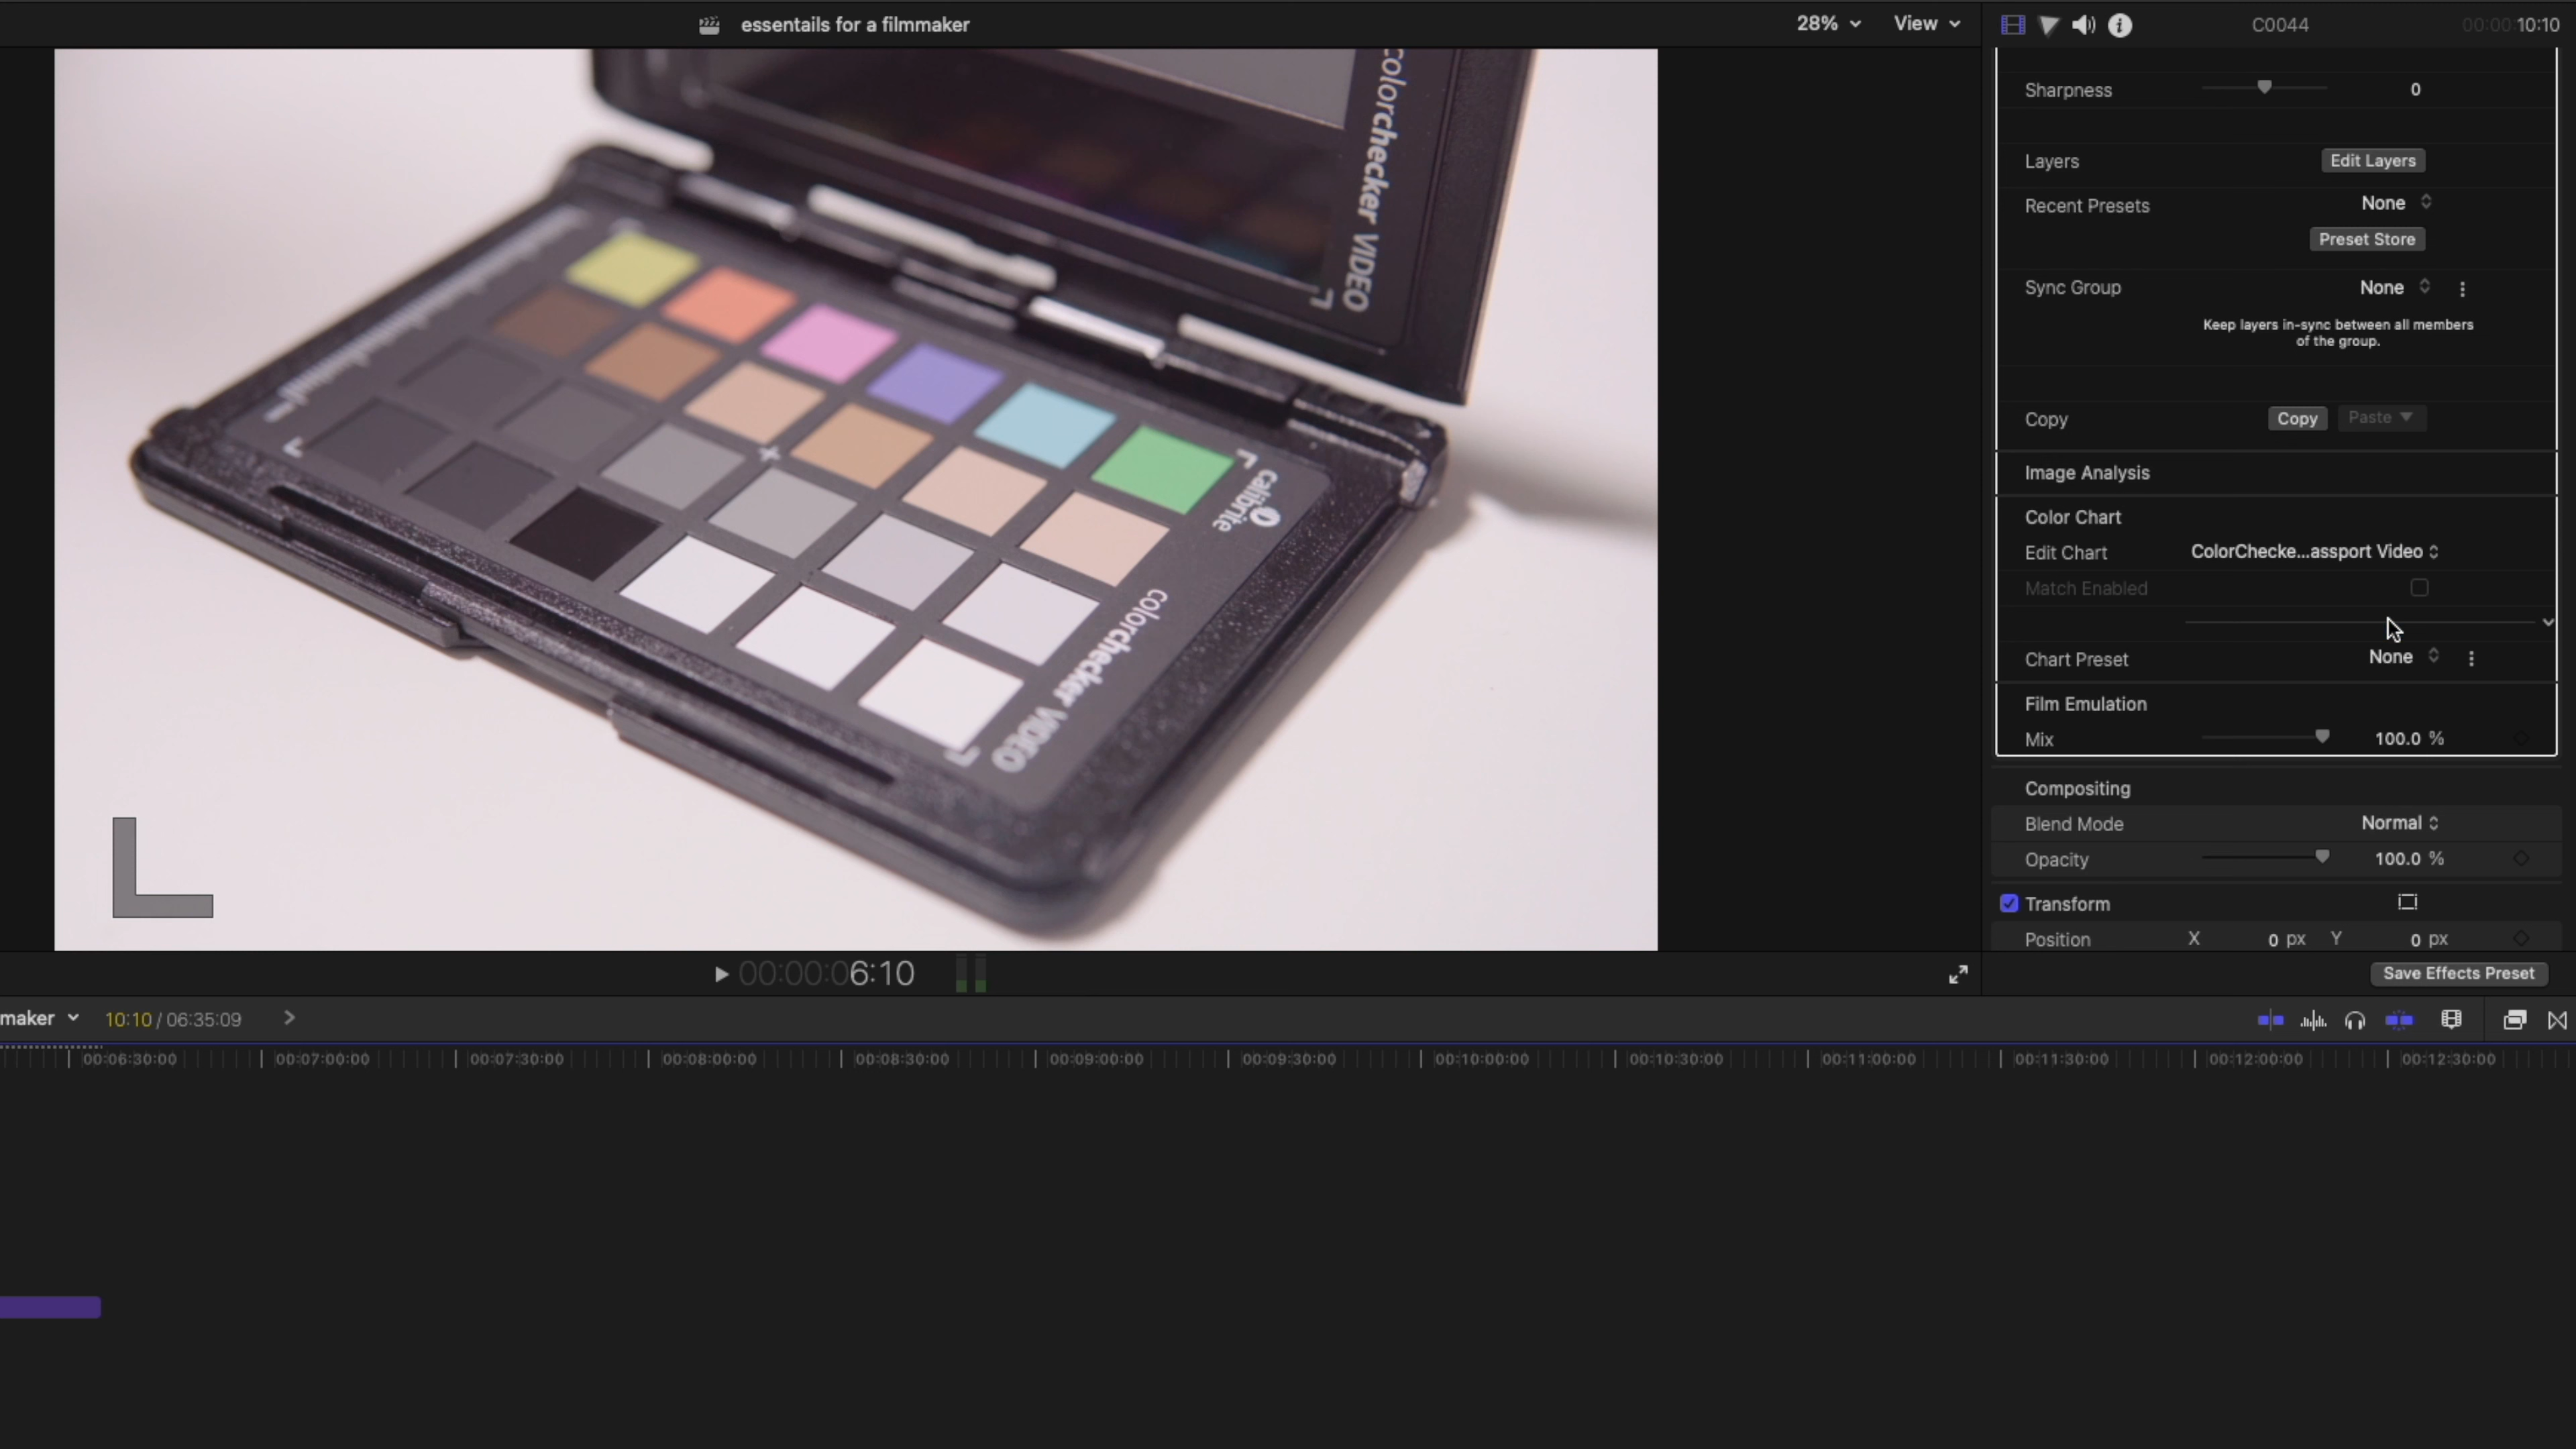 essentails for a filmmaker
28%
View
C0044
00:00:00:10:10
colorchecker VIDEO
calibrite
colorchecker VIDEO
Sharpness
0
Layers
Edit Layers
Recent Presets
None
Preset Store
Sync Group
None
Keep layers in-sync between all members
of the group.
Copy
Copy
Paste
Image Analysis
Color Chart
Edit Chart
ColorChecke...assport Video
Match Enabled
Chart Preset
None
Film Emulation
Mix
100.0 %
Compositing
Blend Mode
Normal
Opacity
100.0 %
Transform
Position
X
0 px
Y
0 px
00:00:06:10
Save Effects Preset
maker
10:10 / 06:35:09
00:06:30:00
00:07:00:00
00:07:30:00
00:08:00:00
00:08:30:00
00:09:00:00
00:09:30:00
00:10:00:00
00:10:30:00
00:11:00:00
00:11:30:00
00:12:00:00
00:12:30:00